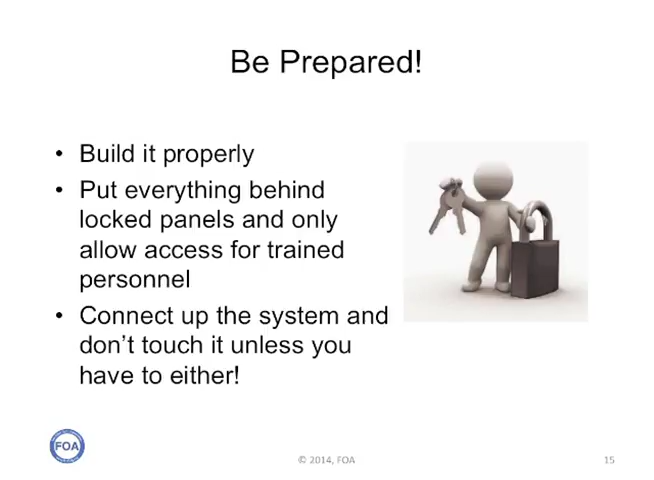 Be Prepared!
• Build it properly
• Put everything behind
locked panels and only
allow access for trained
personnel
• Connect up the system and
don't touch it unless you
have to either!
FOA
© 2014, FOA
15